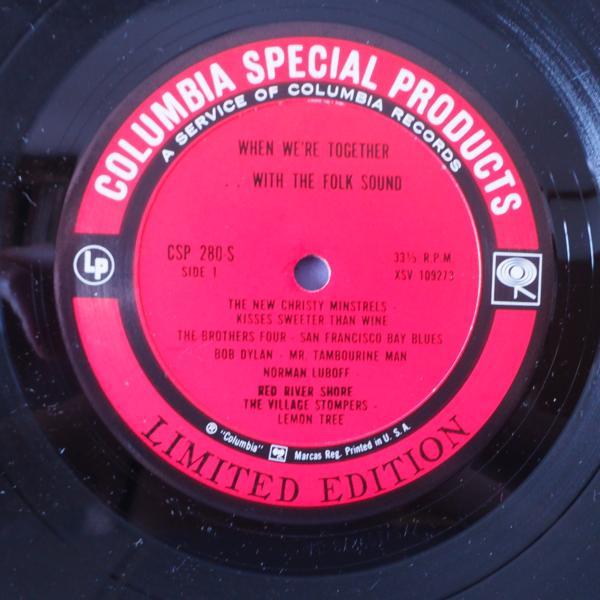 COLUMBIA SPECIAL PRODUCTS
A SERVICE OF COLUMBIA RECORDS
WHEN WE'RE TOGETHER
. . WITH THE FOLK SOUND
CSP 280-S
SIDE 1
33⅓ R.P.M
XSV 109273
LP
THE NEW CHRISTY MINSTRELS -
KISSES SWEETER THAN WINE
THE BROTHERS FOUR - SAN FRANCISCO BAY BLUES
BOB DYLAN - MR. TAMBOURINE MAN
NORMAN LUBOFF -
RED RIVER SHORE
THE VILLAGE STOMPERS -
LEMON TREE
℗ "Columbia" Marcas Reg. Printed in U. S. A.
LIMITED EDITION